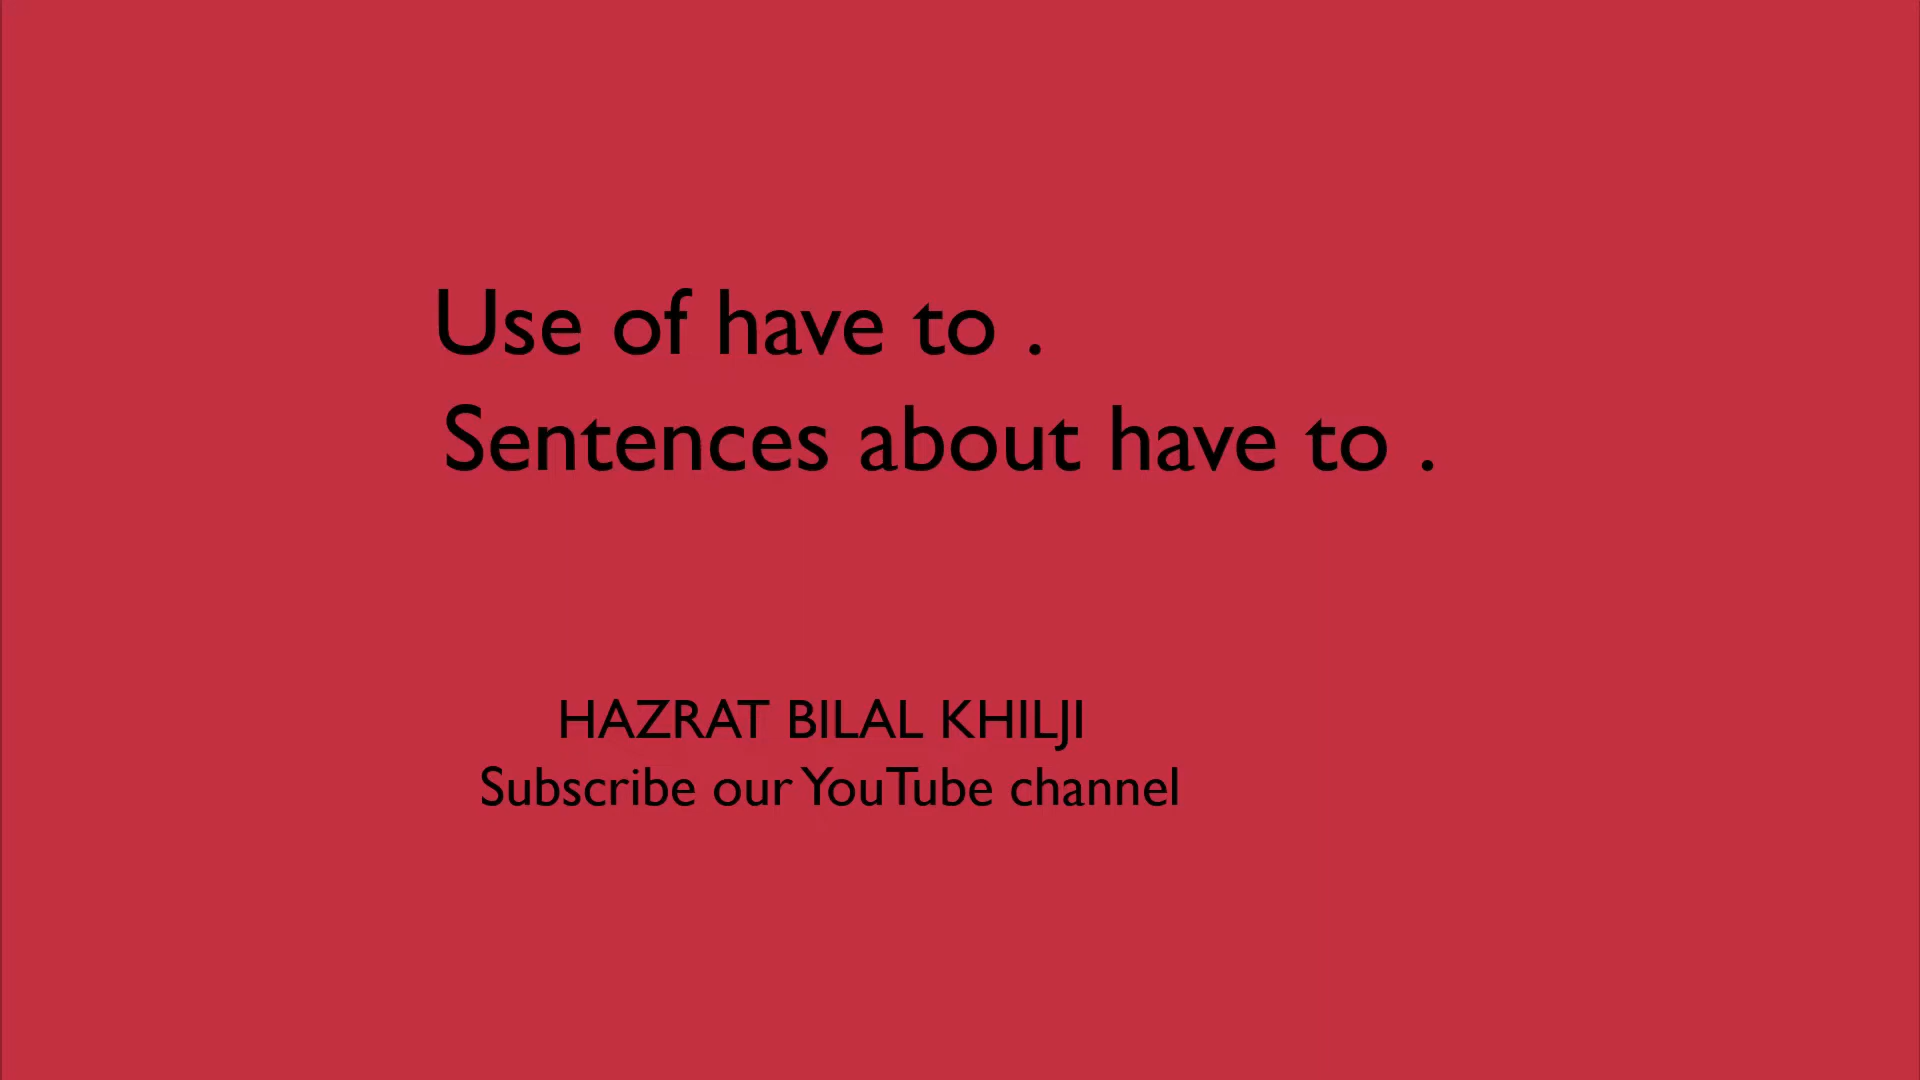 Use of have to .
Sentences about have to .
HAZRAT BILAL KHILJI
Subscribe our YouTube channel